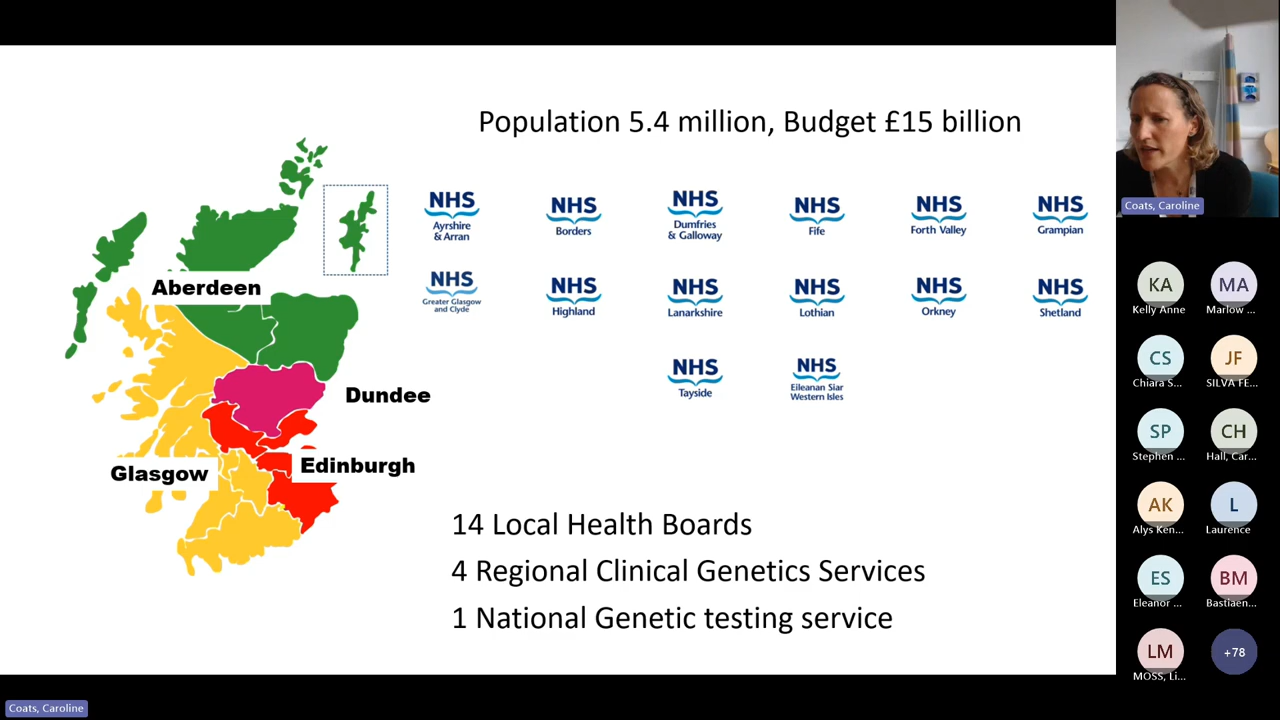 Population 5.4 million, Budget £15 billion
Aberdeen
Dundee
Edinburgh
Glasgow
NHS
Ayrshire
& Arran
NHS
Borders
NHS
Dumfries
& Galloway
NHS
Fife
NHS
Forth Valley
NHS
Grampian
NHS
Greater Glasgow
and Clyde
NHS
Highland
NHS
Lanarkshire
NHS
Lothian
NHS
Orkney
NHS
Shetland
NHS
Tayside
NHS
Eileanan Siar
Western Isles
14 Local Health Boards
4 Regional Clinical Genetics Services
1 National Genetic testing service
Coats, Caroline
KA
Kelly Anne
MA
Marlow ...
CS
Chiara S...
JF
SILVA FE...
SP
Stephen ...
CH
Hall, Car...
AK
Alys Ken...
L
Laurence
ES
Eleanor ...
BM
Bastiaen...
LM
MOSS, Li...
+78
Coats, Caroline